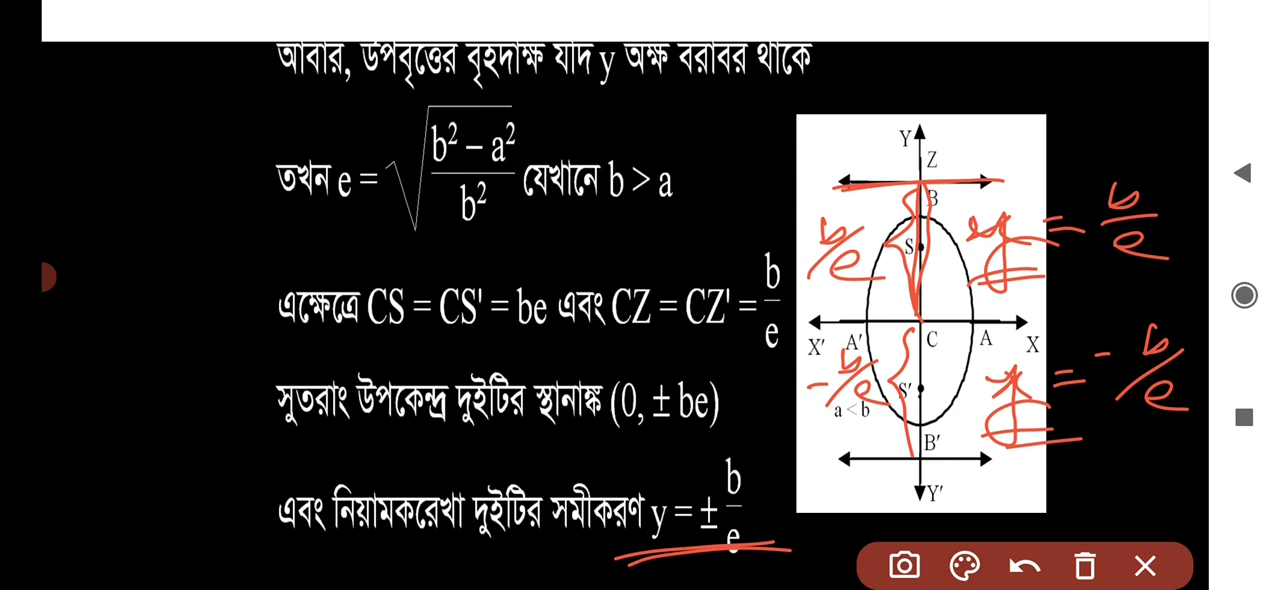 আবার, উপবৃত্তের বৃহদাক্ষ যদি y অক্ষ বরাবর থাকে
তখন e = √((b² – a²)/b²) যেখানে b > a
এক্ষেত্রে CS = CS' = be এবং CZ = CZ' = b/e
সুতরাং উপকেন্দ্র দুইটির স্থানাঙ্ক (0, ± be)
এবং নিয়ামকরেখা দুইটির সমীকরণ y = ± b/e
Y
Z
B
b/e
S
y = b/e
X' A' C A X
-b/e
S'
y = -b/e
a < b
B'
Y'